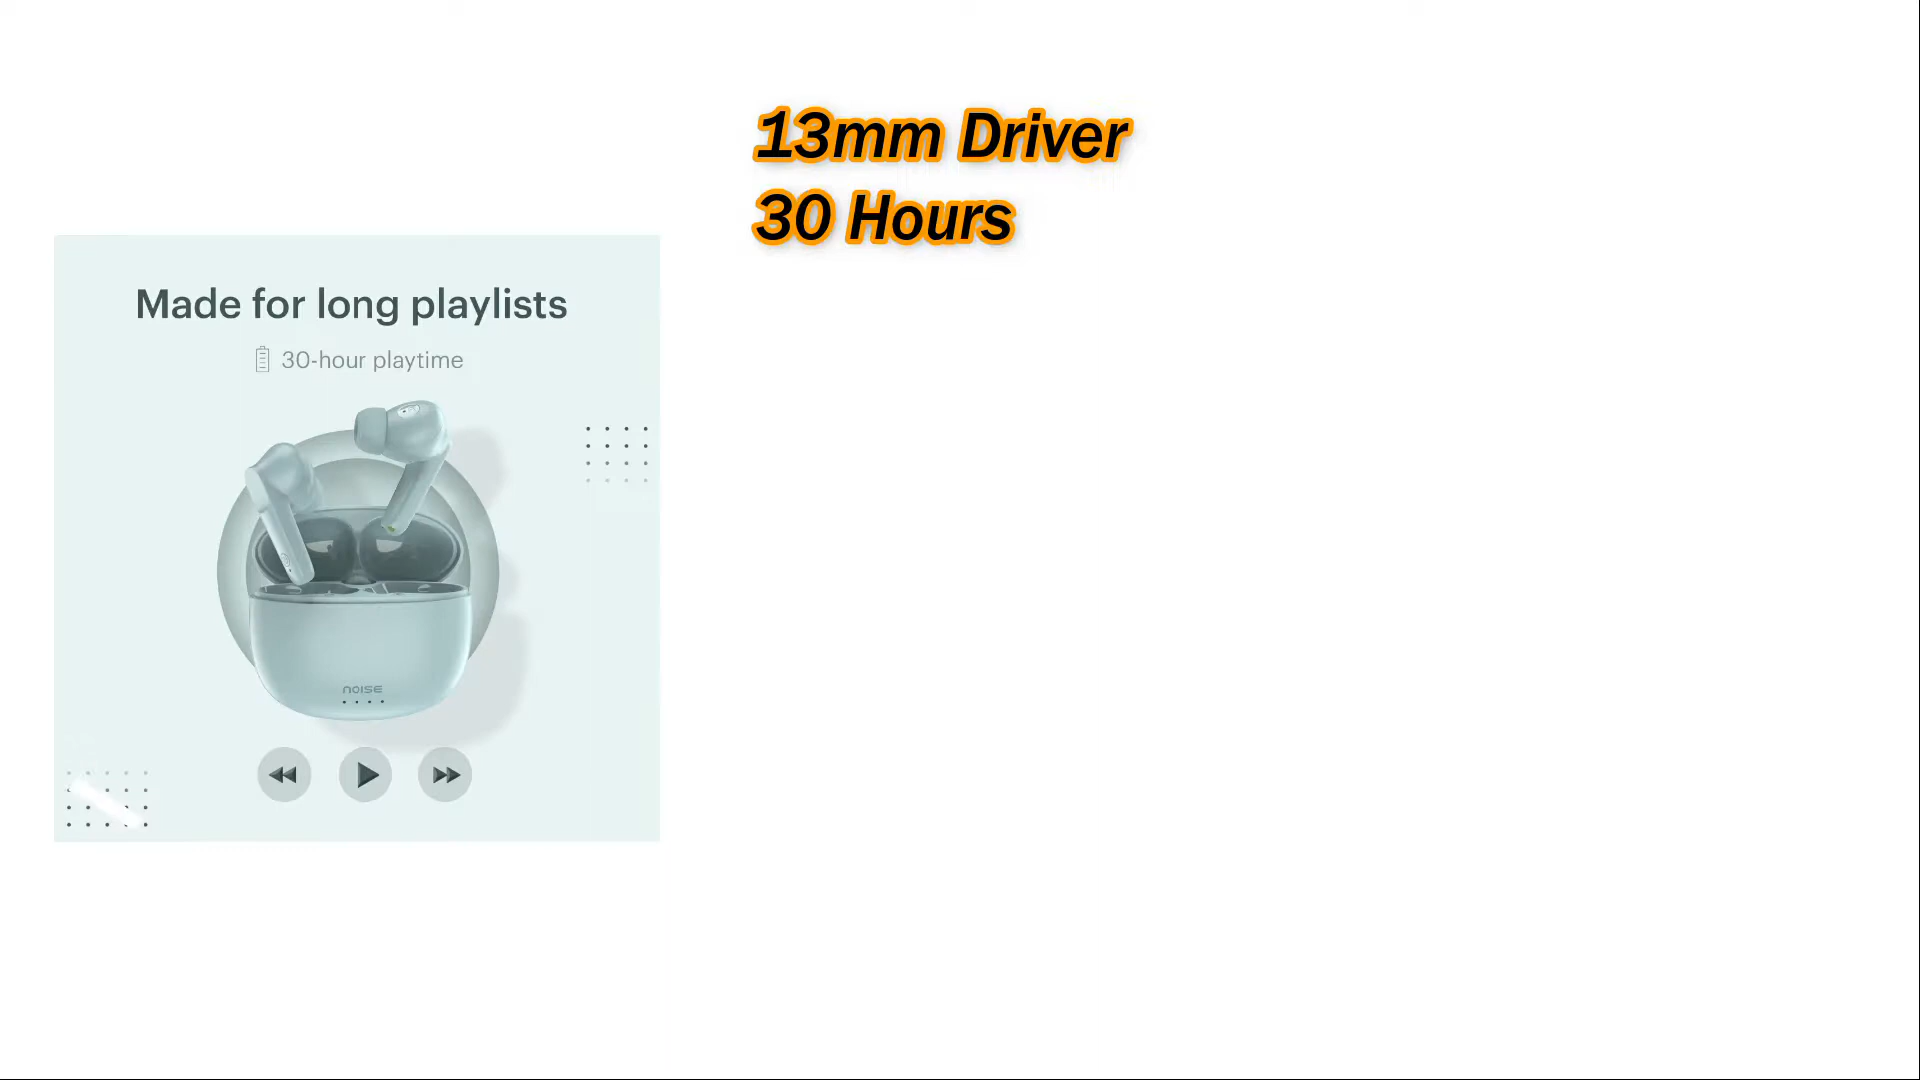 13mm Driver
30 Hours
Made for long playlists
30-hour playtime
noise